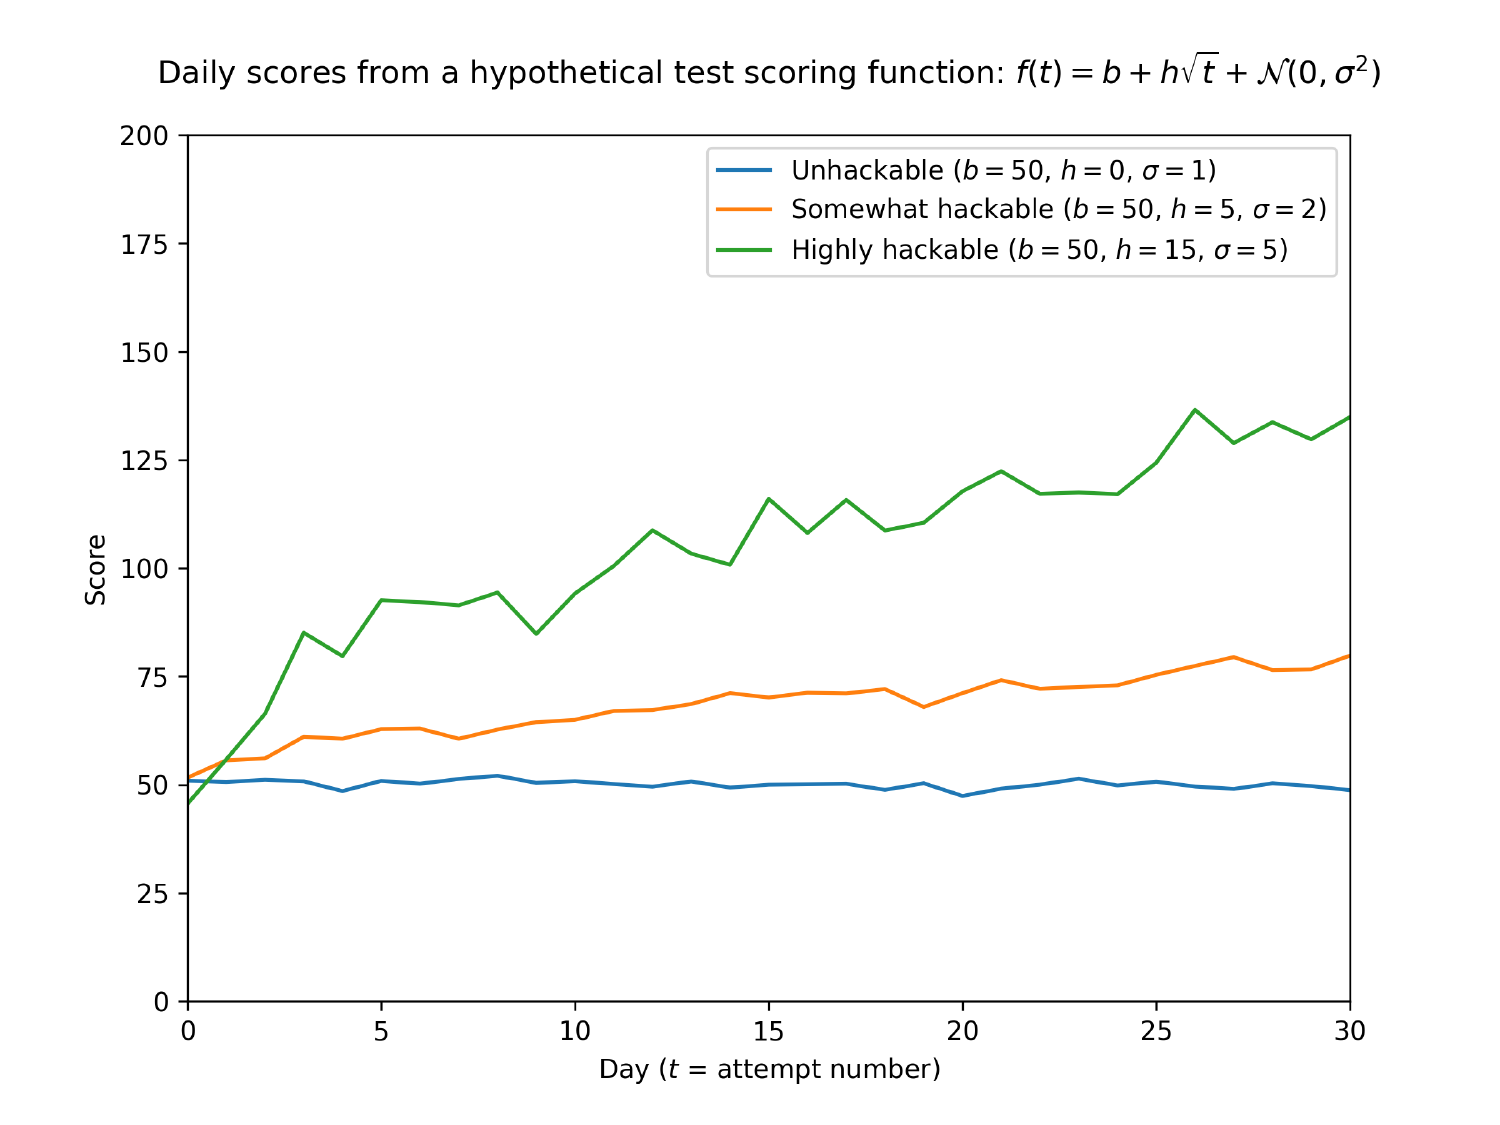 Daily scores from a hypothetical test scoring function: f(t) = b + h√t + 𝒩(0, σ²)
200
175
150
125
100
75
50
25
0
Score
Unhackable (b = 50, h = 0, σ = 1)
Somewhat hackable (b = 50, h = 5, σ = 2)
Highly hackable (b = 50, h = 15, σ = 5)
0 5 10 15 20 25 30
Day (t = attempt number)